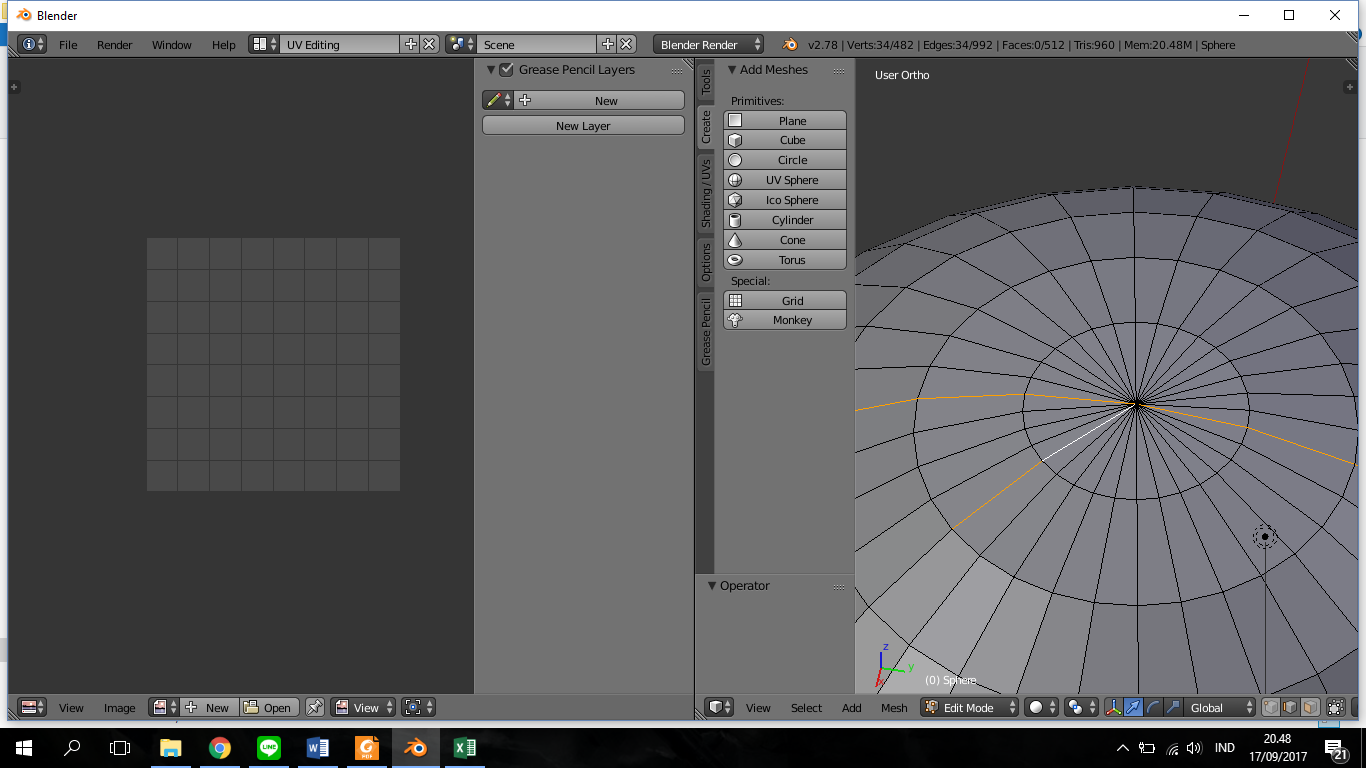 Blender
File Render Window Help UV Editing Scene Blender Render v2.78 | Verts:34/482 | Edges:34/992 | Faces:0/512 | Tris:960 | Mem:20.48M | Sphere
Grease Pencil Layers
New
New Layer
Tools
Create
Shading / UVs
Options
Grease Pencil
Add Meshes
Primitives:
Plane
Cube
Circle
UV Sphere
Ico Sphere
Cylinder
Cone
Torus
Special:
Grid
Monkey
Operator
User Ortho
z
y
(0) Sphere
View Image New Open View
View Select Add Mesh Edit Mode Global
IND
20.48
17/09/2017
21